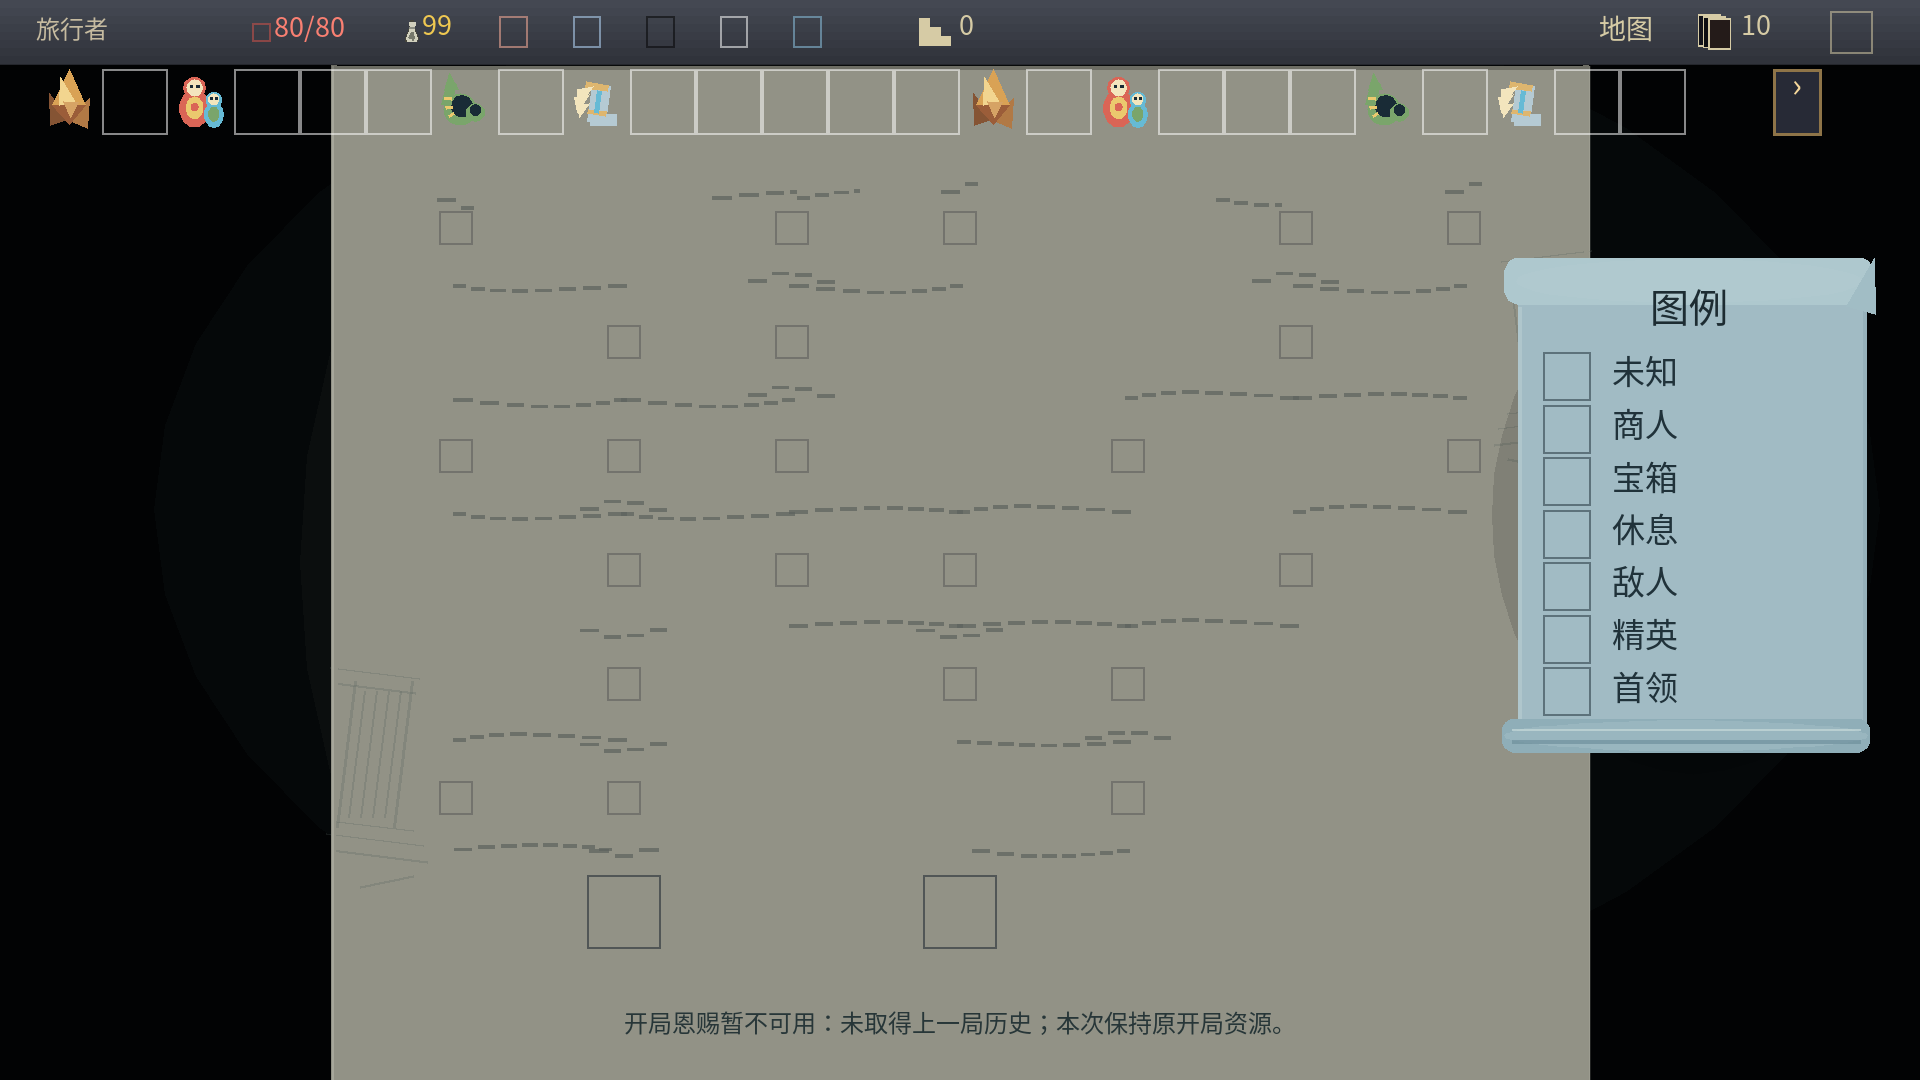 旅行者
80/80
99
0
地图
10
›
图例
未知
商人
宝箱
休息
敌人
精英
首领
开局恩赐暂不可用：未取得上一局历史；本次保持原开局资源。